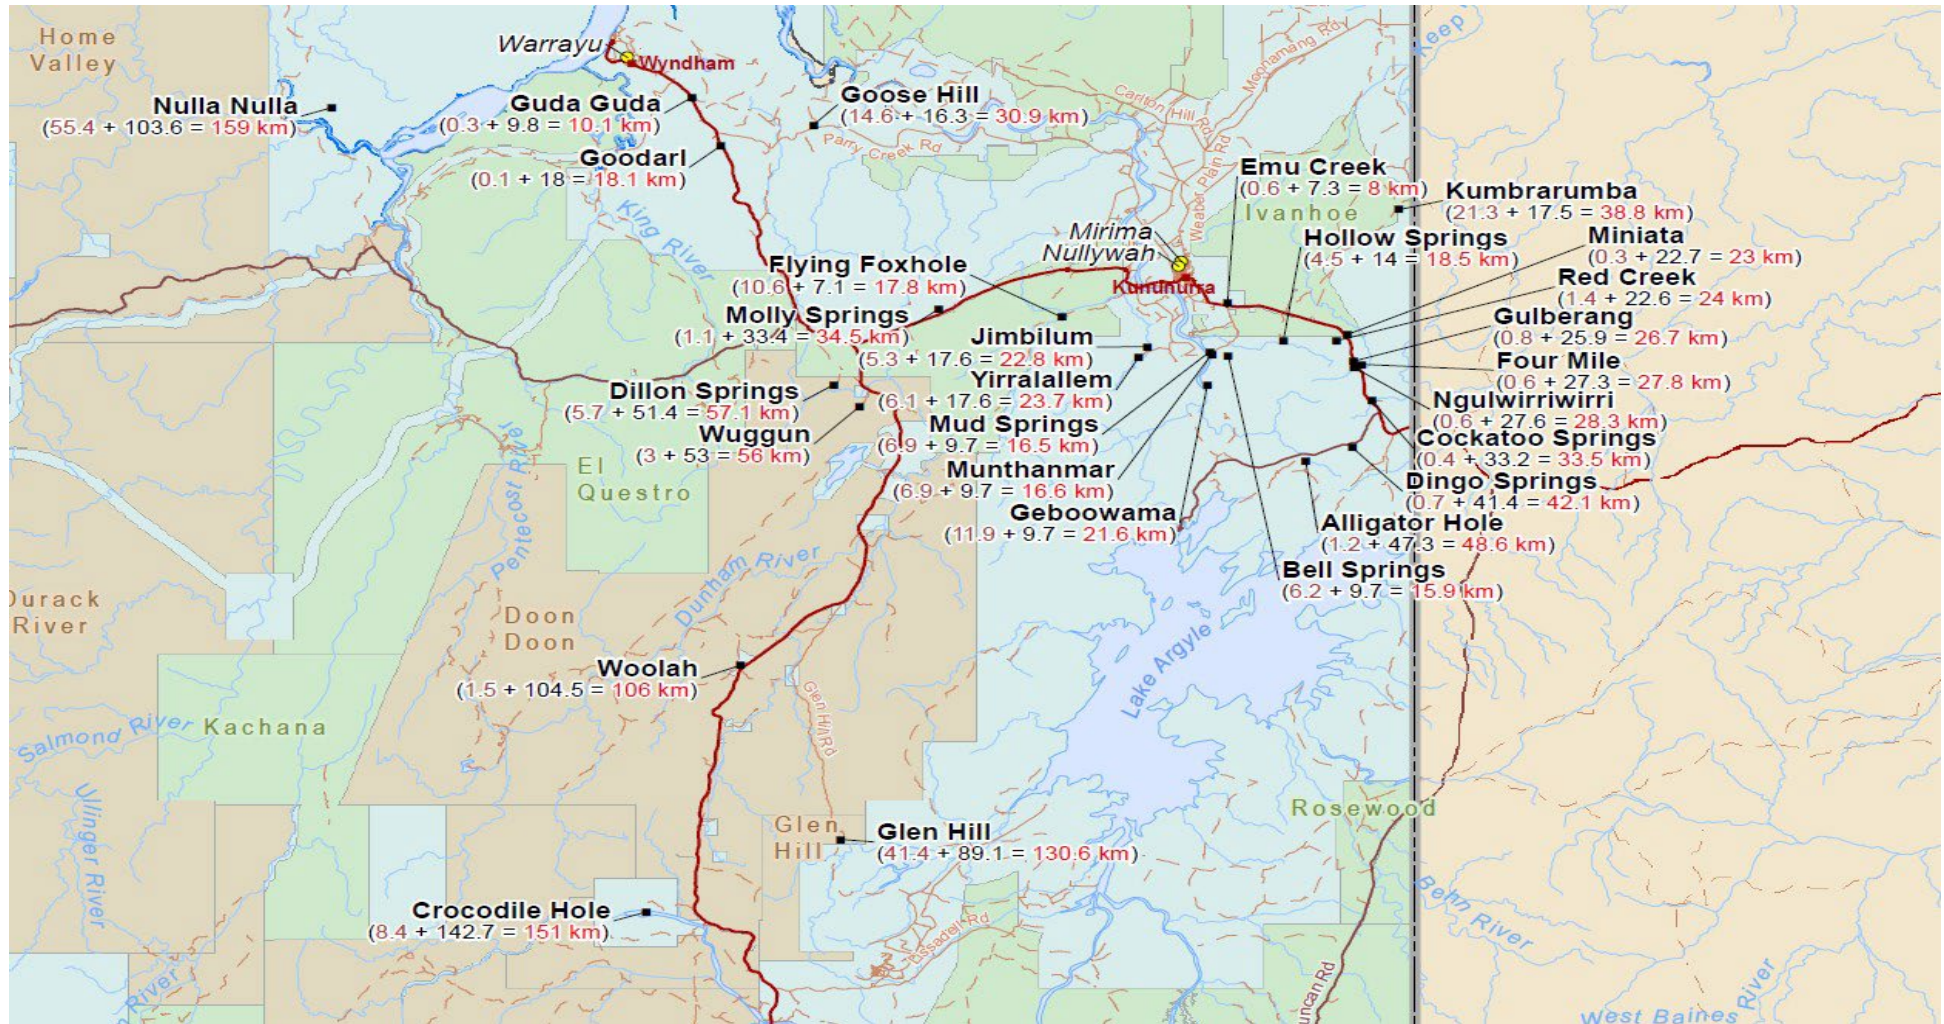 Home
Valley
Warrayu
Wyndham
Nulla Nulla
(55.4 + 103.6 = 159 km)
Guda Guda
(0.3 + 9.8 = 10.1 km)
Goose Hill
(14.6 + 16.3 = 30.9 km)
Goodarl
(0.1 + 18 = 18.1 km)
Parry Creek Rd
Carlton Hill Rd
Moonamang Rd
Weaber Plain Rd
Keep
King River
Emu Creek
(0.6 + 7.3 = 8 km)
Ivanhoe
Kumbrarumba
(21.3 + 17.5 = 38.8 km)
Mirima
Nullywah
Kununurra
Hollow Springs
(4.5 + 14 = 18.5 km)
Miniata
(0.3 + 22.7 = 23 km)
Flying Foxhole
(10.6 + 7.1 = 17.8 km)
Red Creek
(1.4 + 22.6 = 24 km)
Molly Springs
(1.1 + 33.4 = 34.5 km)
Gulberang
(0.8 + 25.9 = 26.7 km)
Jimbilum
(5.3 + 17.6 = 22.8 km)
Four Mile
(0.6 + 27.3 = 27.8 km)
Yirralallem
(6.1 + 17.6 = 23.7 km)
Dillon Springs
(5.7 + 51.4 = 57.1 km)
Ngulwirriwirri
(0.6 + 27.6 = 28.3 km)
Mud Springs
(6.9 + 9.7 = 16.5 km)
Wuggun
(3 + 53 = 56 km)
Cockatoo Springs
(0.4 + 33.2 = 33.5 km)
Munthanmar
(6.9 + 9.7 = 16.6 km)
El
Questro
Pentecost River
Dingo Springs
(0.7 + 41.4 = 42.1 km)
Geboowama
(11.9 + 9.7 = 21.6 km)
Alligator Hole
(1.2 + 47.3 = 48.6 km)
Bell Springs
(6.2 + 9.7 = 15.9 km)
Dunham River
Durack
River
Doon
Doon
Lake Argyle
Woolah
(1.5 + 104.5 = 106 km)
Glen Hill Rd
Salmond River
Kachana
Ullinger River
Rosewood
Glen
Hill
Glen Hill
(41.4 + 89.1 = 130.6 km)
Crocodile Hole
(8.4 + 142.7 = 151 km)
Lissadell Rd
Behn River
Duncan Rd
River
West Baines River